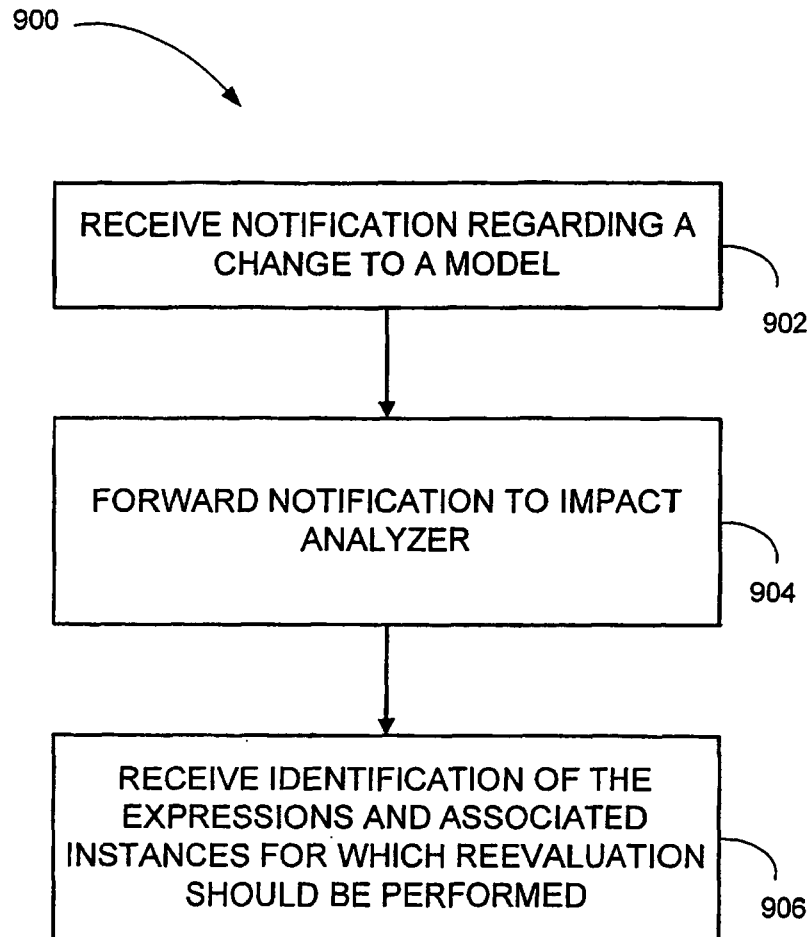 900
RECEIVE NOTIFICATION REGARDING A
CHANGE TO A MODEL
902
FORWARD NOTIFICATION TO IMPACT
ANALYZER
904
RECEIVE IDENTIFICATION OF THE
EXPRESSIONS AND ASSOCIATED
INSTANCES FOR WHICH REEVALUATION
SHOULD BE PERFORMED
906